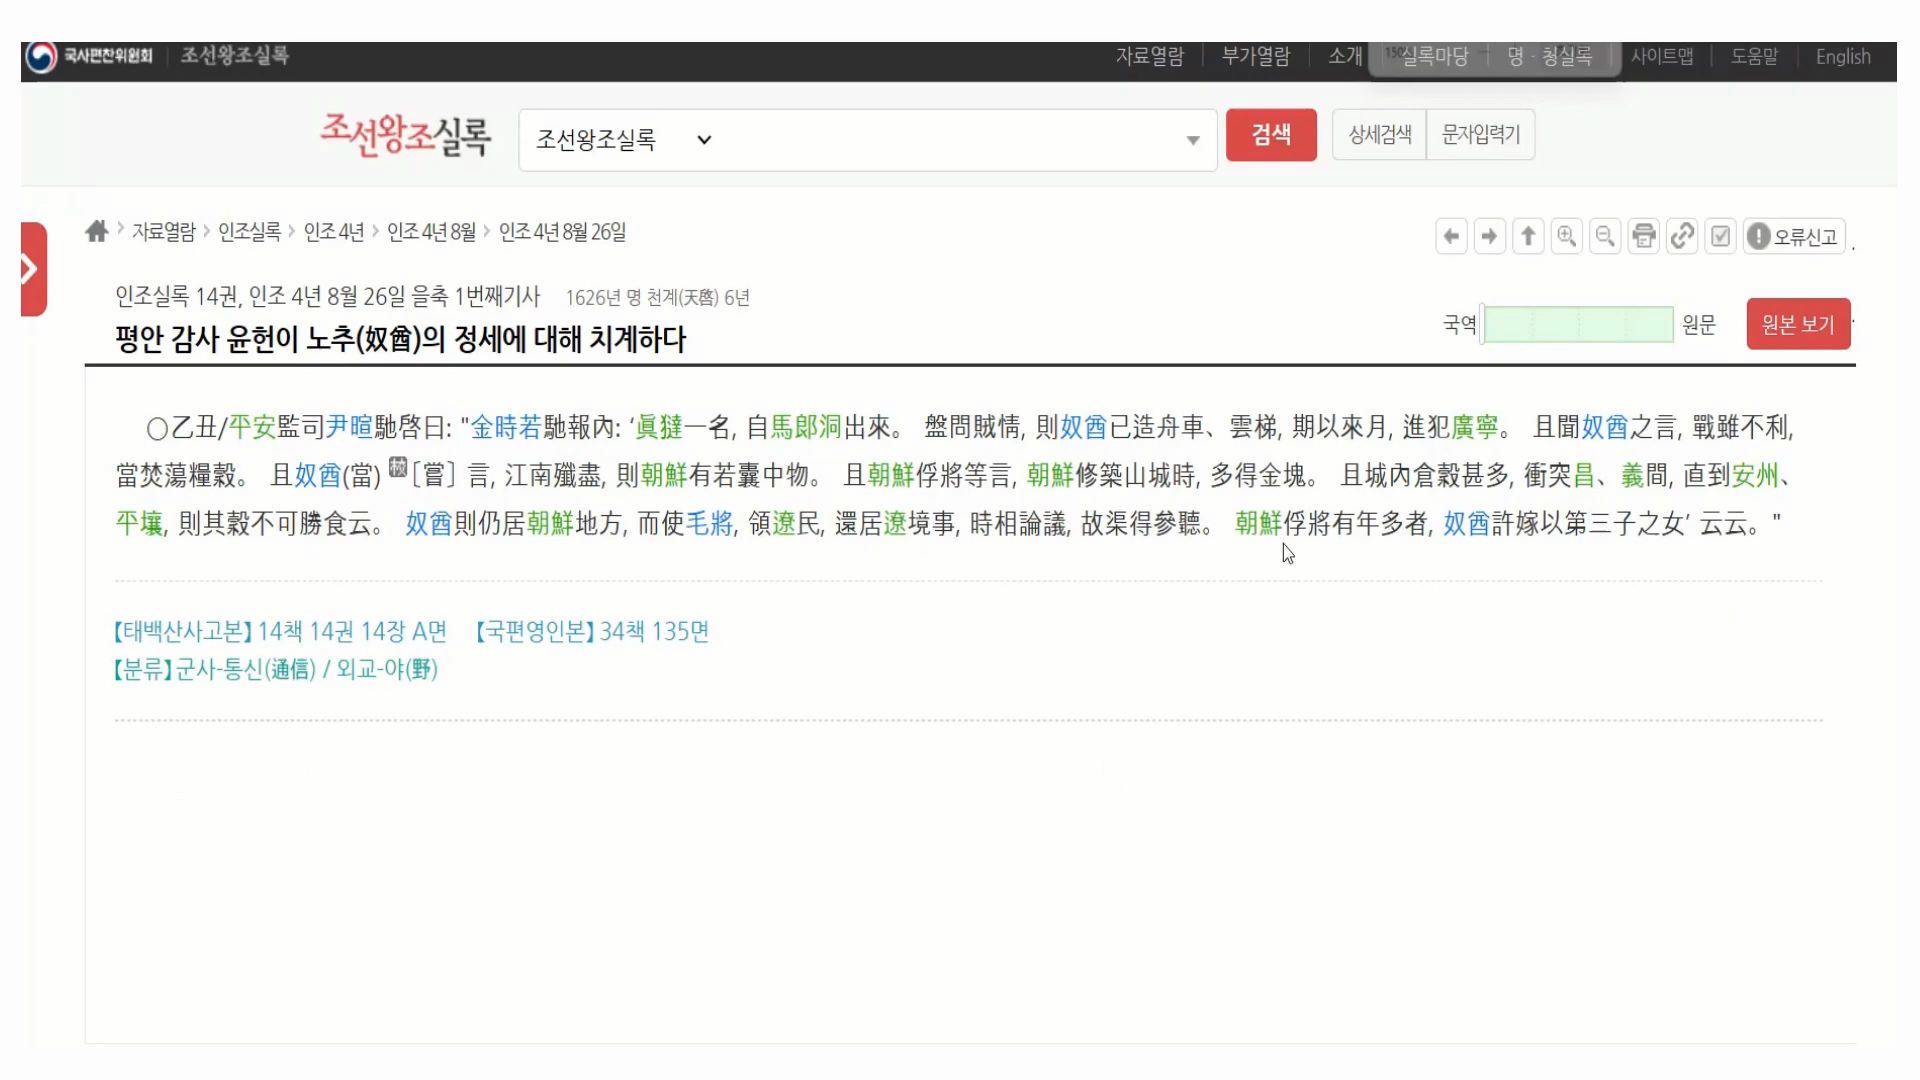 국사편찬위원회 조선왕조실록 자료열람 부가열람 소개 실록마당 명 · 청실록 사이트맵 도움말 English
조선왕조실록 조선왕조실록 검색 상세검색 문자입력기
자료열람 인조실록 인조 4년 인조 4년 8월 인조 4년 8월 26일 오류신고
인조실록 14권, 인조 4년 8월 26일 을축 1번째기사 1626년 명 천계(天啓) 6년
평안 감사 윤헌이 노추(奴酋)의 정세에 대해 치계하다
국역 원문 원본 보기
○乙丑/平安監司尹暄馳啓曰: "金時若馳報內: '眞㺚一名, 自馬郞洞出來。 盤問賊情, 則奴酋已造舟車、雲梯, 期以來月, 進犯廣寧。 且聞奴酋之言, 戰雖不利,
當焚蕩糧穀。 且奴酋(當)〔嘗〕言, 江南殲盡, 則朝鮮有若囊中物。 且朝鮮俘將等言, 朝鮮修築山城時, 多得金塊。 且城內倉穀甚多, 衝突昌、義間, 直到安州、
平壤, 則其穀不可勝食云。 奴酋則仍居朝鮮地方, 而使毛將, 領遼民, 還居遼境事, 時相論議, 故渠得參聽。 朝鮮俘將有年多者, 奴酋許嫁以第三子之女' 云云。"
【태백산사고본】 14책 14권 14장 A면 【국편영인본】 34책 135면
【분류】 군사-통신(通信) / 외교-야(野)